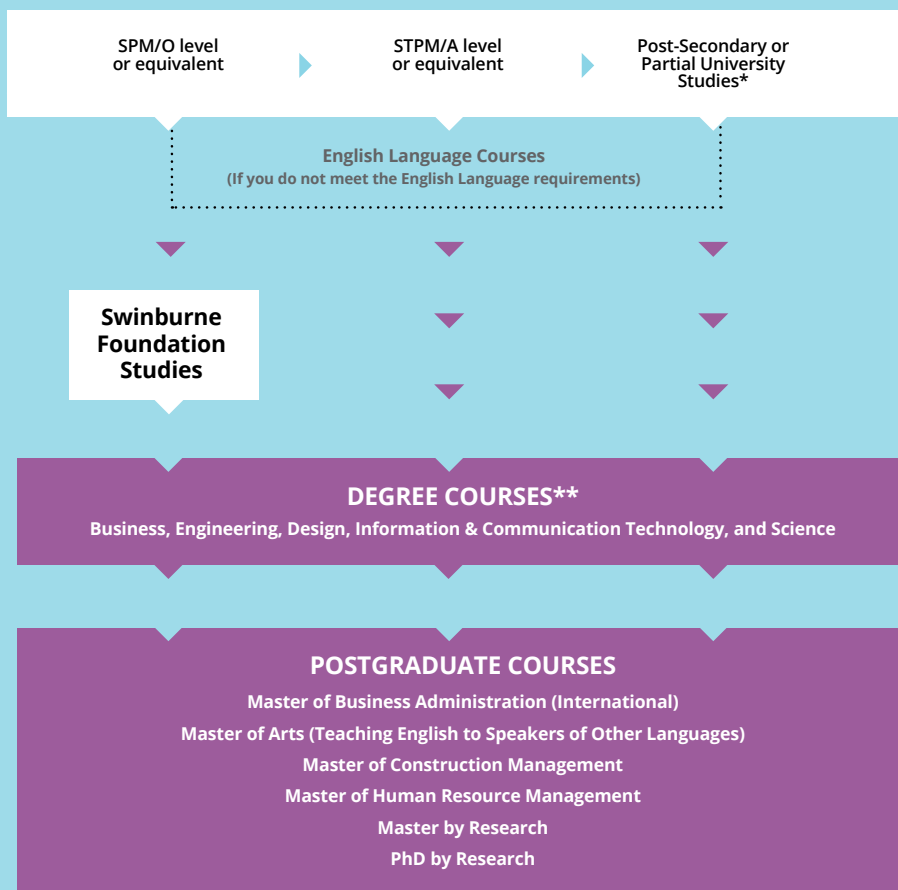 SPM/O level
or equivalent
STPM/A level
or equivalent
Post-Secondary or
Partial University
Studies*
English Language Courses
(If you do not meet the English Language requirements)
Swinburne
Foundation
Studies
DEGREE COURSES**
Business, Engineering, Design, Information & Communication Technology, and Science
POSTGRADUATE COURSES
Master of Business Administration (International)
Master of Arts (Teaching English to Speakers of Other Languages)
Master of Construction Management
Master of Human Resource Management
Master by Research
PhD by Research